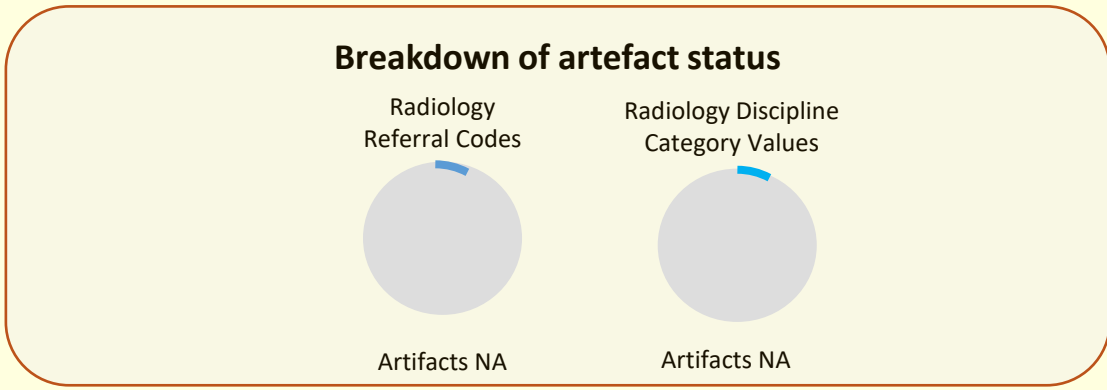 Breakdown of artefact status
Radiology
Referral Codes
Radiology Discipline
Category Values
Artifacts NA
Artifacts NA